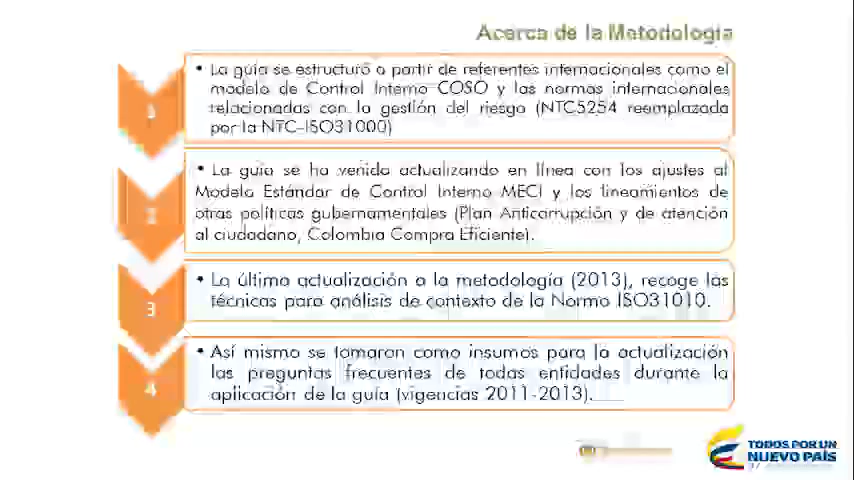 Acerca de la Metodología
1
• La guía se estructuró a partir de referentes internacionales como el
modelo de Control Interno COSO y las normas internacionales
relacionadas con la gestión del riesgo (NTC5254 reemplazada
por la NTC-ISO31000)
2
• La guía se ha venido actualizando en línea con los ajustes al
Modelo Estándar de Control Interno MECI y los lineamientos de
otras políticas gubernamentales (Plan Anticorrupción y de atención
al ciudadano, Colombia Compra Eficiente).
3
• La última actualización a la metodología (2013), recoge las
técnicas para análisis de contexto de la Norma ISO31010.
4
• Así mismo se tomaron como insumos para la actualización
las preguntas frecuentes de todas entidades durante la
aplicación de la guía (vigencias 2011-2013).
TODOS POR UN
NUEVO PAÍS